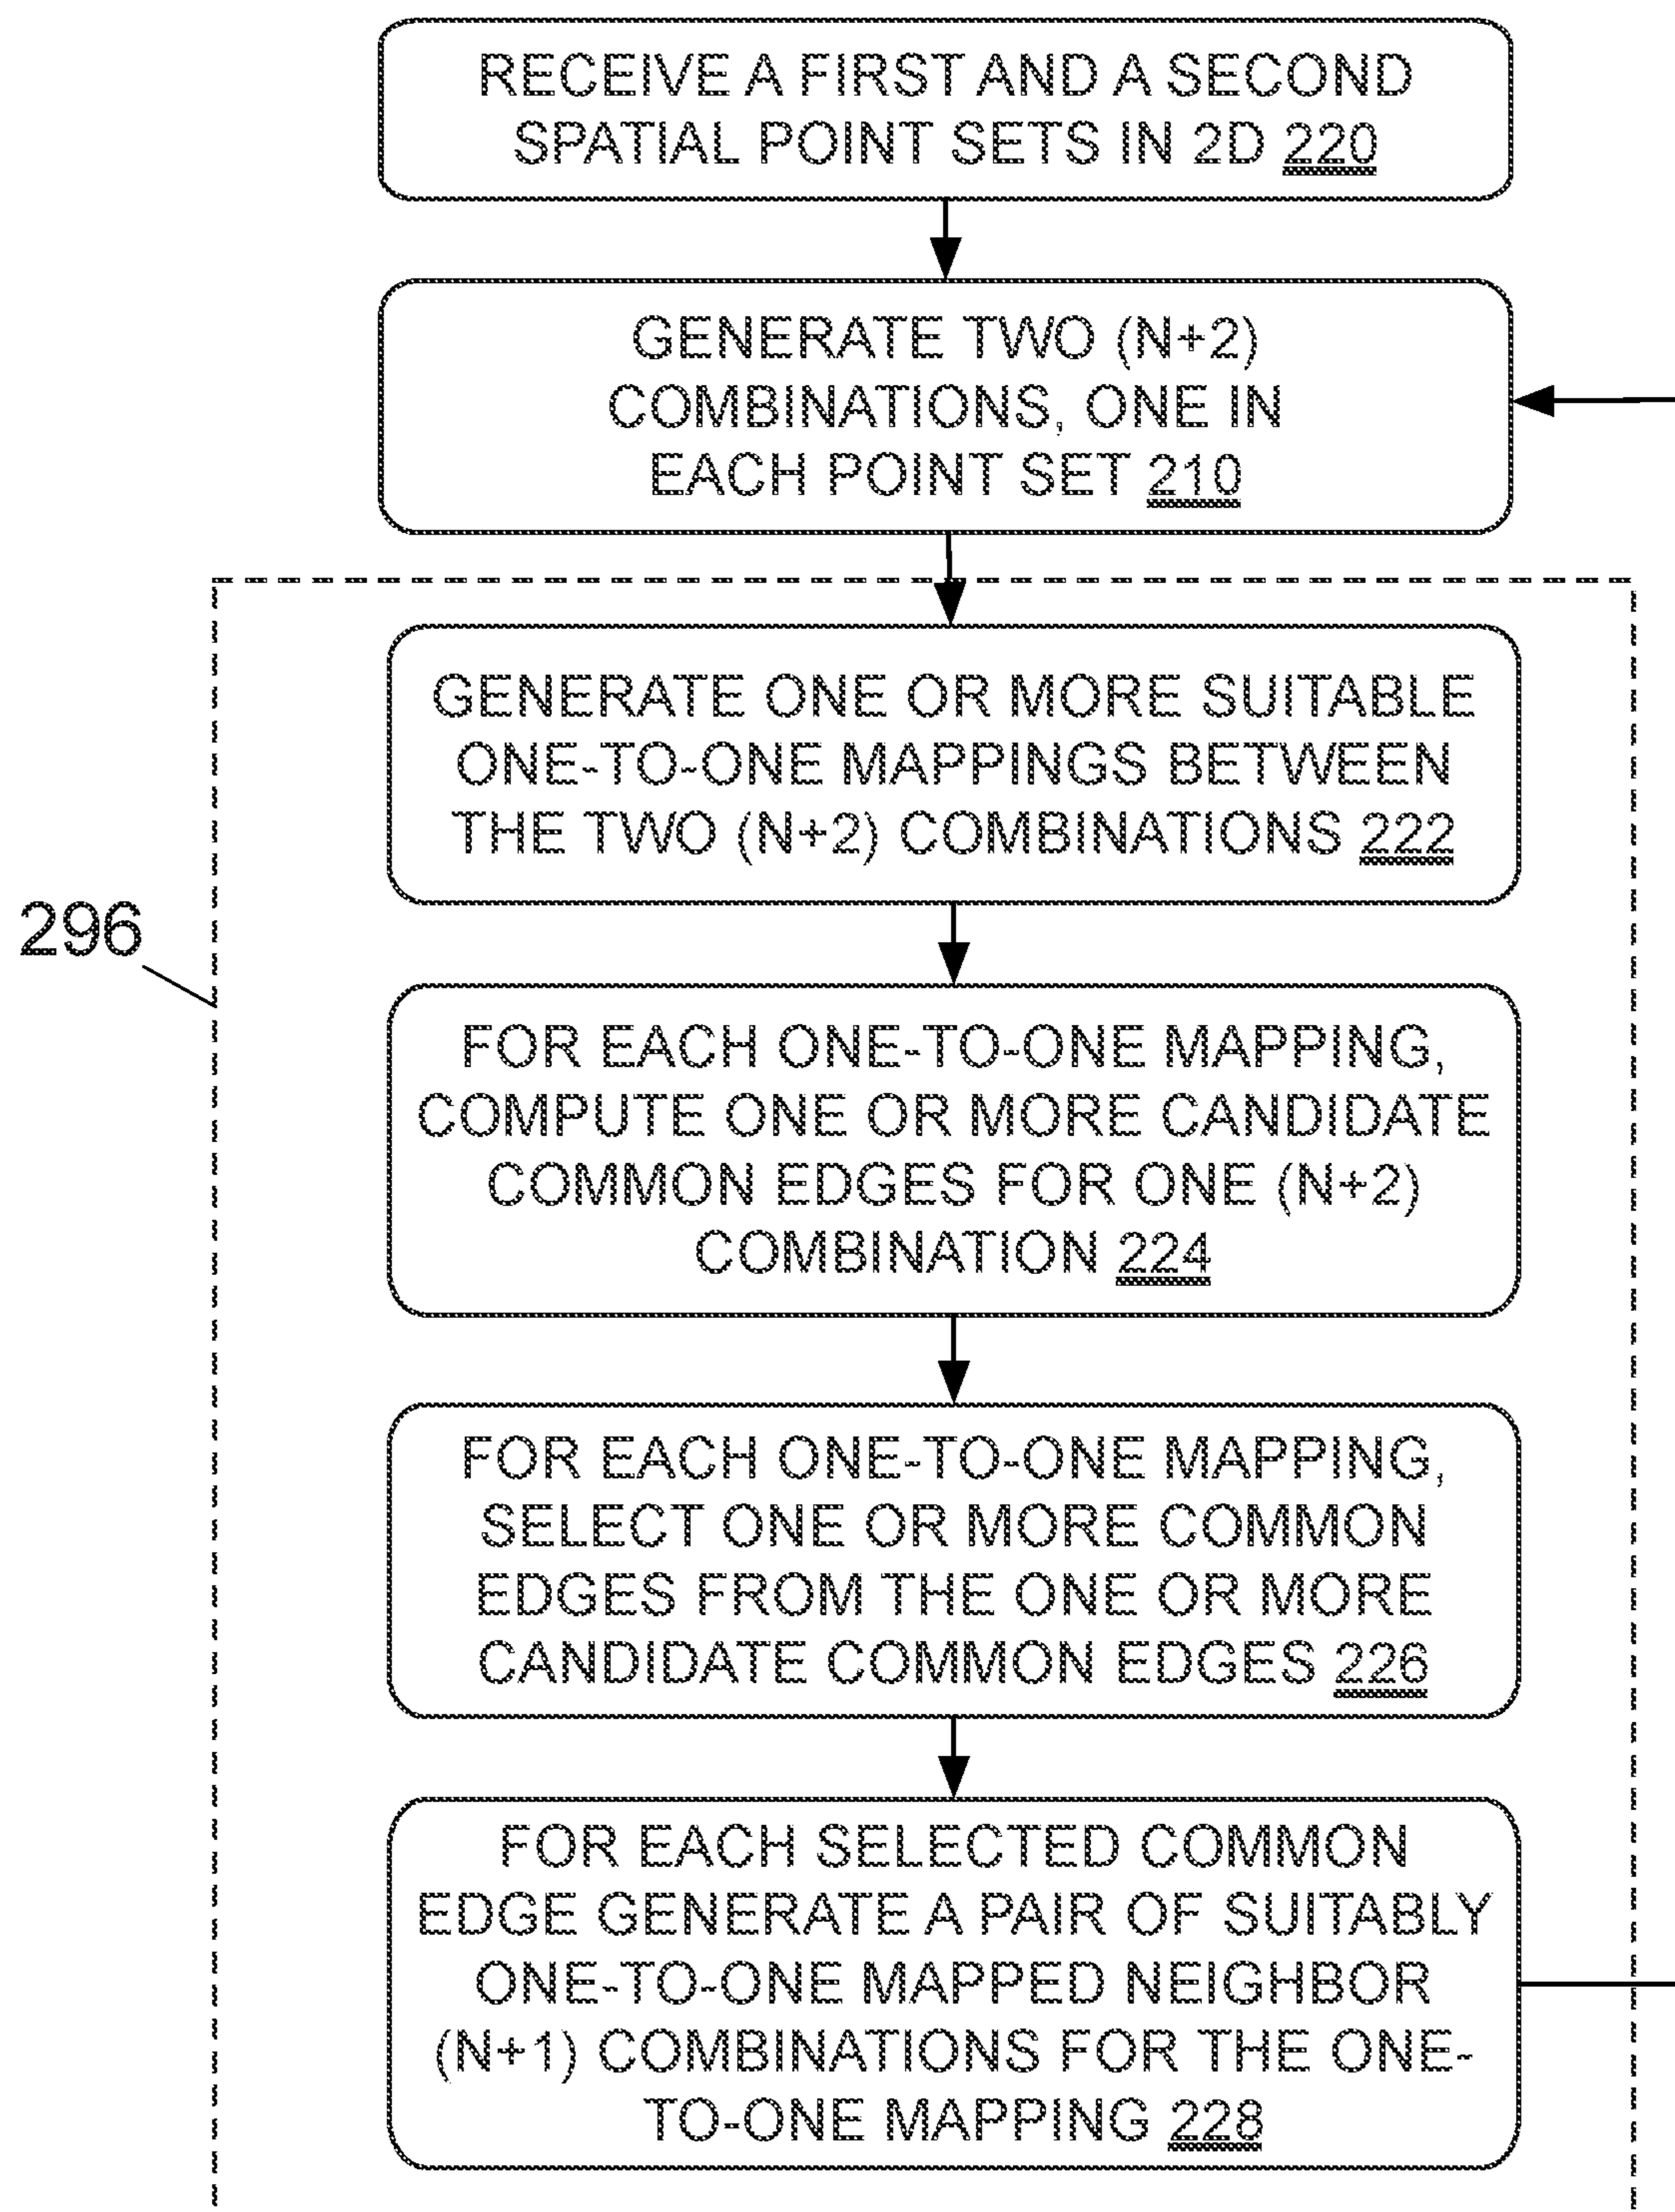 RECEIVE A FIRST AND A SECOND
SPATIAL POINT SETS IN 2D 220
GENERATE TWO (N+2)
COMBINATIONS, ONE IN
EACH POINT SET 210
GENERATE ONE OR MORE SUITABLE
ONE-TO-ONE MAPPINGS BETWEEN
THE TWO (N+2) COMBINATIONS 222
296
FOR EACH ONE-TO-ONE MAPPING,
COMPUTE ONE OR MORE CANDIDATE
COMMON EDGES FOR ONE (N+2)
COMBINATION 224
FOR EACH ONE-TO-ONE MAPPING,
SELECT ONE OR MORE COMMON
EDGES FROM THE ONE OR MORE
CANDIDATE COMMON EDGES 226
FOR EACH SELECTED COMMON
EDGE GENERATE A PAIR OF SUITABLY
ONE-TO-ONE MAPPED NEIGHBOR
(N+1) COMBINATIONS FOR THE ONE-
TO-ONE MAPPING 228